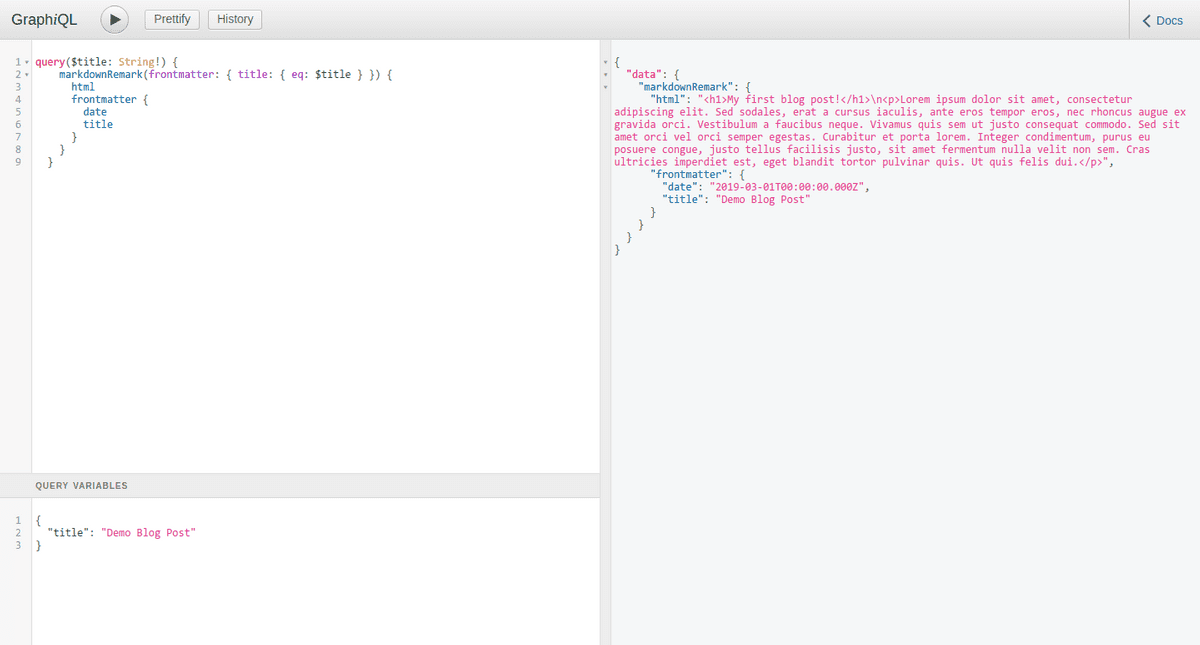 GraphiQL Prettify History Docs
1 query($title: String!) {
2 markdownRemark(frontmatter: { title: { eq: $title } }) {
3 html
4 frontmatter {
5 date
6 title
7 }
8 }
9 }
QUERY VARIABLES
1 {
2 "title": "Demo Blog Post"
3 }
{
"data": {
"markdownRemark": {
"html": "<h1>My first blog post!</h1>\n<p>Lorem ipsum dolor sit amet, consectetur
adipiscing elit. Sed sodales, erat a cursus iaculis, ante eros tempor eros, nec rhoncus augue ex
gravida orci. Vestibulum a faucibus neque. Vivamus quis sem ut justo consequat commodo. Sed sit
amet orci vel orci semper egestas. Curabitur et porta lorem. Integer condimentum, purus eu
posuere congue, justo tellus facilisis justo, sit amet fermentum nulla velit non sem. Cras
ultricies imperdiet est, eget blandit tortor pulvinar quis. Ut quis felis dui.</p>",
"frontmatter": {
"date": "2019-03-01T00:00:00.000Z",
"title": "Demo Blog Post"
}
}
}
}